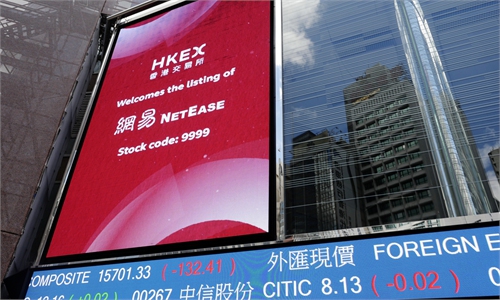 HKEX
香港交易所
Welcomes the listing of
網易 NETEASE
Stock code: 9999
外匯現價 FOREIGN E
COMPOSITE 15701.33 (-132.41)
00267 中信股份 CITIC 8.13 (-0.02)